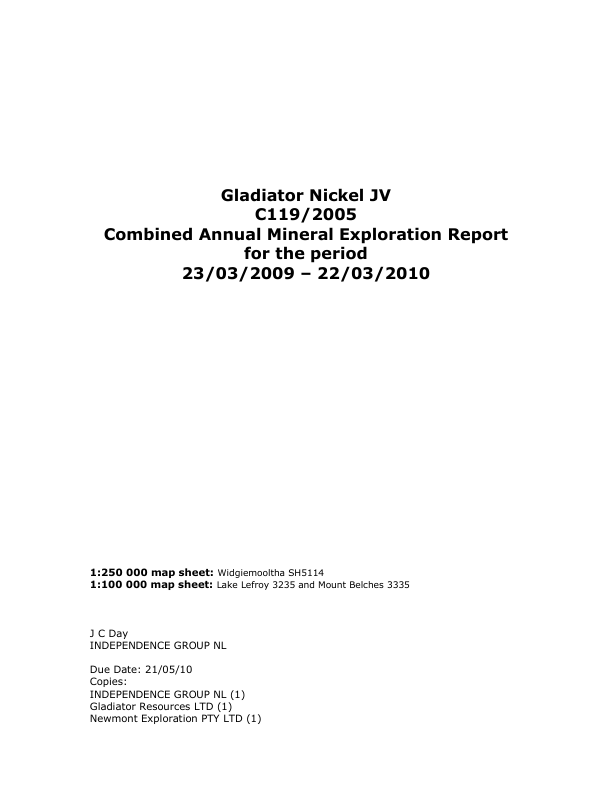 Gladiator Nickel JV
C119/2005
Combined Annual Mineral Exploration Report
for the period
23/03/2009 – 22/03/2010
1:250 000 map sheet: Widgiemooltha SH5114
1:100 000 map sheet: Lake Lefroy 3235 and Mount Belches 3335
J C Day
INDEPENDENCE GROUP NL
Due Date: 21/05/10
Copies:
INDEPENDENCE GROUP NL (1)
Gladiator Resources LTD (1)
Newmont Exploration PTY LTD (1)